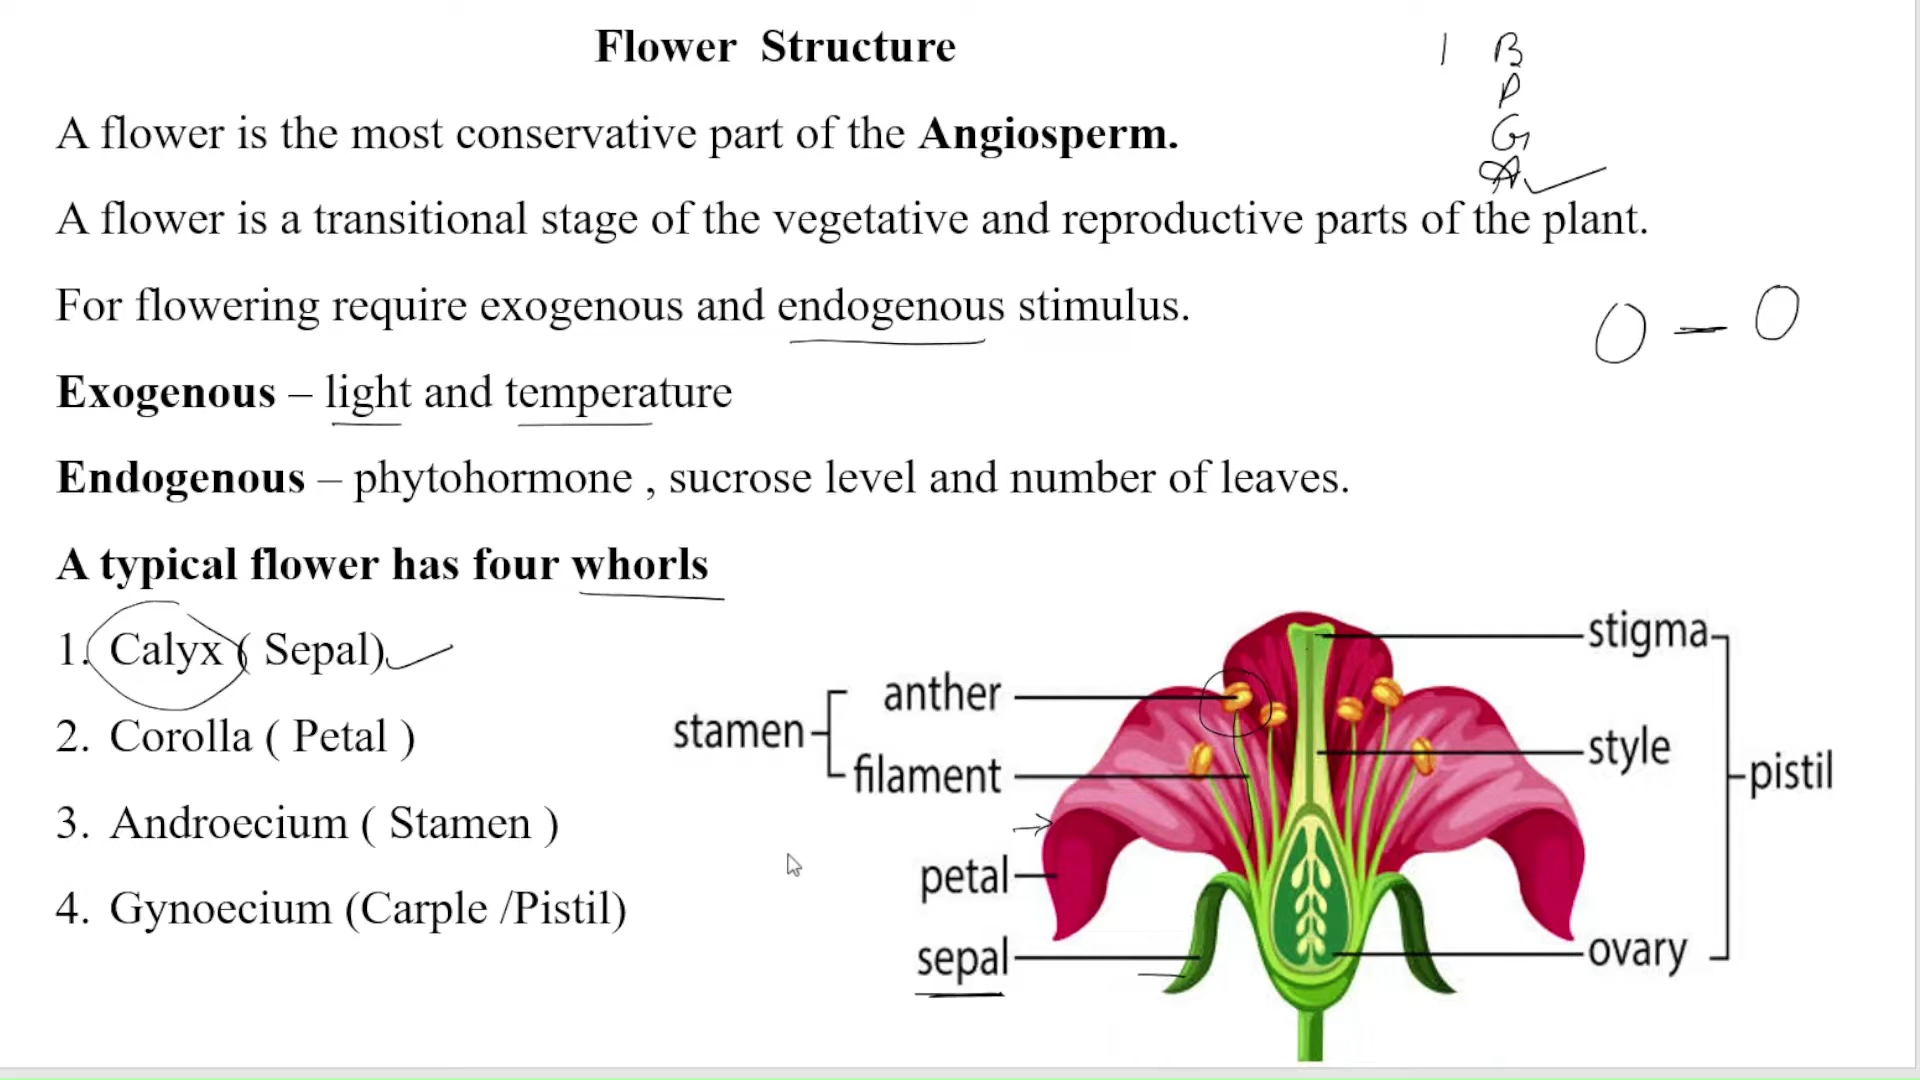 Flower Structure
1 B
P
G
A
A flower is the most conservative part of the Angiosperm.
A flower is a transitional stage of the vegetative and reproductive parts of the plant.
For flowering require exogenous and endogenous stimulus.
0 – 0
Exogenous – light and temperature
Endogenous – phytohormone , sucrose level and number of leaves.
A typical flower has four whorls
1. Calyx ( Sepal)
2. Corolla ( Petal )
3. Androecium ( Stamen )
4. Gynoecium (Carple /Pistil)
stamen
anther
filament
petal
sepal
stigma
style
pistil
ovary